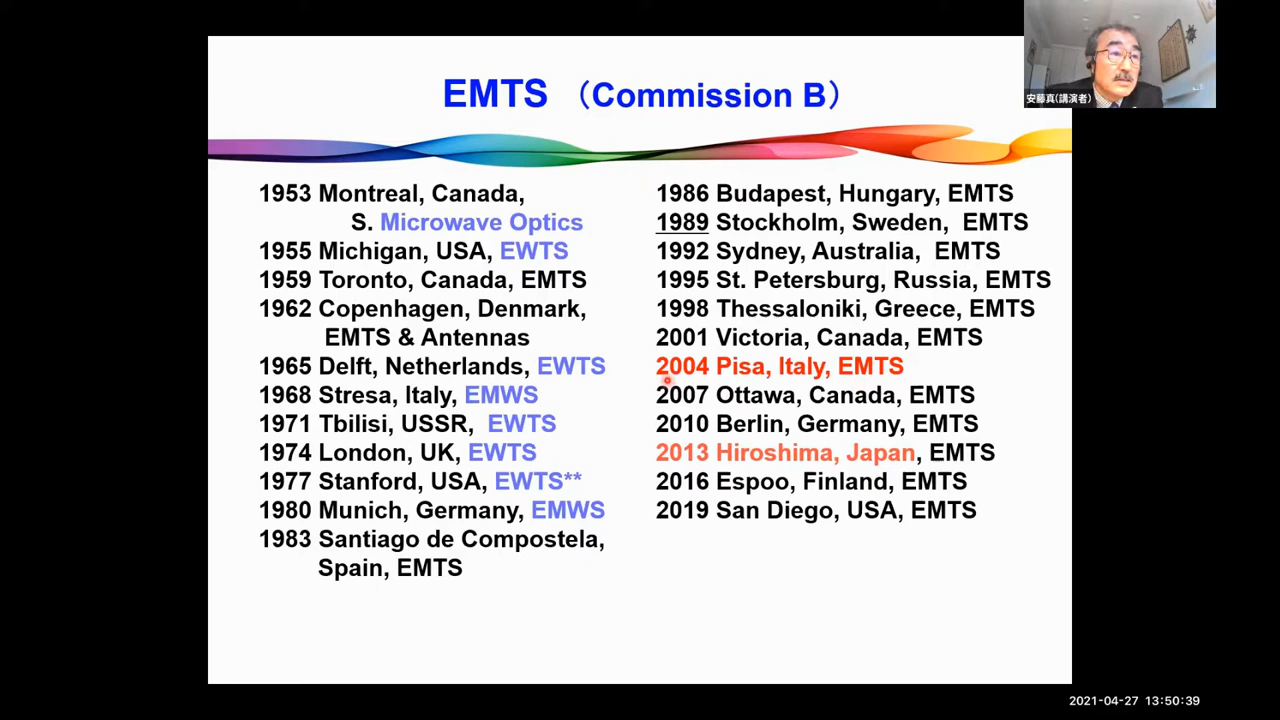 EMTS （Commission B）
安藤真(講演者)
1953 Montreal, Canada,
S. Microwave Optics
1955 Michigan, USA, EWTS
1959 Toronto, Canada, EMTS
1962 Copenhagen, Denmark,
EMTS & Antennas
1965 Delft, Netherlands, EWTS
1968 Stresa, Italy, EMWS
1971 Tbilisi, USSR, EWTS
1974 London, UK, EWTS
1977 Stanford, USA, EWTS**
1980 Munich, Germany, EMWS
1983 Santiago de Compostela,
Spain, EMTS
1986 Budapest, Hungary, EMTS
1989 Stockholm, Sweden, EMTS
1992 Sydney, Australia, EMTS
1995 St. Petersburg, Russia, EMTS
1998 Thessaloniki, Greece, EMTS
2001 Victoria, Canada, EMTS
2004 Pisa, Italy, EMTS
2007 Ottawa, Canada, EMTS
2010 Berlin, Germany, EMTS
2013 Hiroshima, Japan, EMTS
2016 Espoo, Finland, EMTS
2019 San Diego, USA, EMTS
2021-04-27 13:50:39